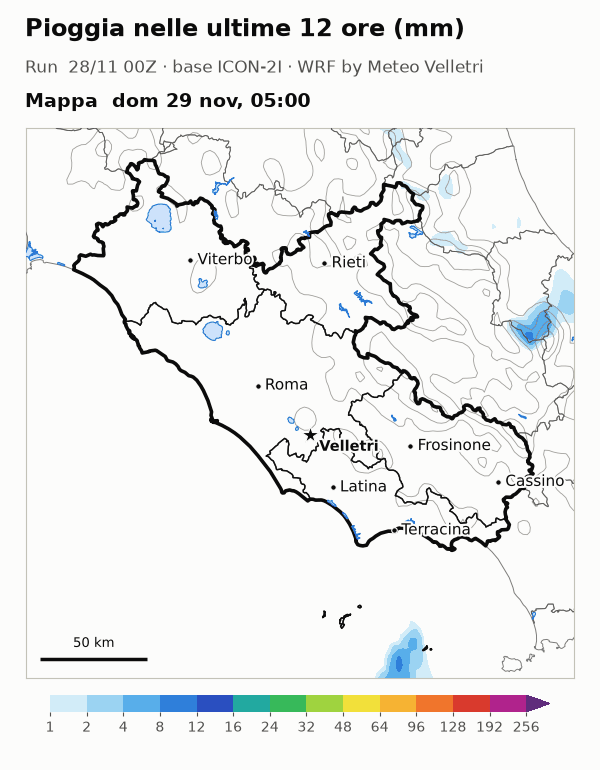 Pioggia nelle ultime 12 ore (mm)
Run  28/11 00Z · base ICON-2I · WRF by Meteo Velletri
Mappa  dom 29 nov, 05:00
Viterbo
Rieti
Roma
Velletri
Frosinone
Latina
Cassino
Terracina
50 km
1 2 4 8 12 16 24 32 48 64 96 128 192 256